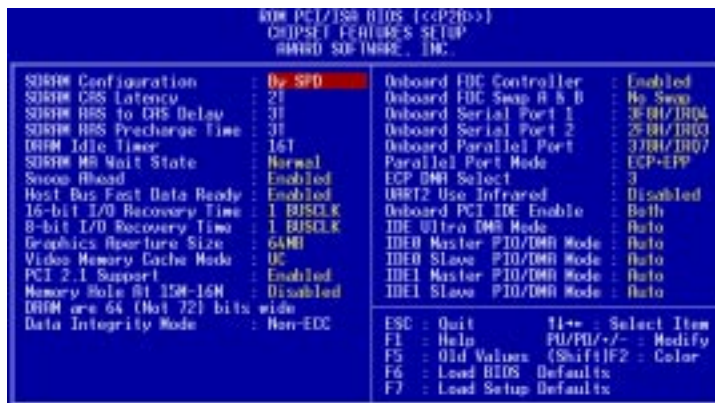 ROM PCI/ISA BIOS (<<P2B>>)
CHIPSET FEATURES SETUP
AWARD SOFTWARE, INC.
SDRAM Configuration : By SPD
SDRAM CAS Latency : 2T
SDRAM RAS to CAS Delay : 3T
SDRAM RAS Precharge Time : 3T
DRAM Idle Timer : 16T
SDRAM MA Wait State : Normal
Snoop Ahead : Enabled
Host Bus Fast Data Ready : Enabled
16-bit I/O Recovery Time : 1 BUSCLK
8-bit I/O Recovery Time : 1 BUSCLK
Graphics Aperture Size : 64MB
Video Memory Cache Mode : UC
PCI 2.1 Support : Enabled
Memory Hole At 15M-16M : Disabled
DRAM are 64 (Not 72) bits wide
Data Integrity Mode : Non-ECC
Onboard FDC Controller : Enabled
Onboard FDC Swap A & B : No Swap
Onboard Serial Port 1 : 3F8H/IRQ4
Onboard Serial Port 2 : 2F8H/IRQ3
Onboard Parallel Port : 378H/IRQ7
Parallel Port Mode : ECP+EPP
ECP DMA Select : 3
UART2 Use Infrared : Disabled
Onboard PCI IDE Enable : Both
IDE Ultra DMA Mode : Auto
IDE0 Master PIO/DMA Mode : Auto
IDE0 Slave PIO/DMA Mode : Auto
IDE1 Master PIO/DMA Mode : Auto
IDE1 Slave PIO/DMA Mode : Auto
ESC : Quit ↑↓→← : Select Item
F1 : Help PU/PD/+/- : Modify
F5 : Old Values (Shift)F2 : Color
F6 : Load BIOS Defaults
F7 : Load Setup Defaults